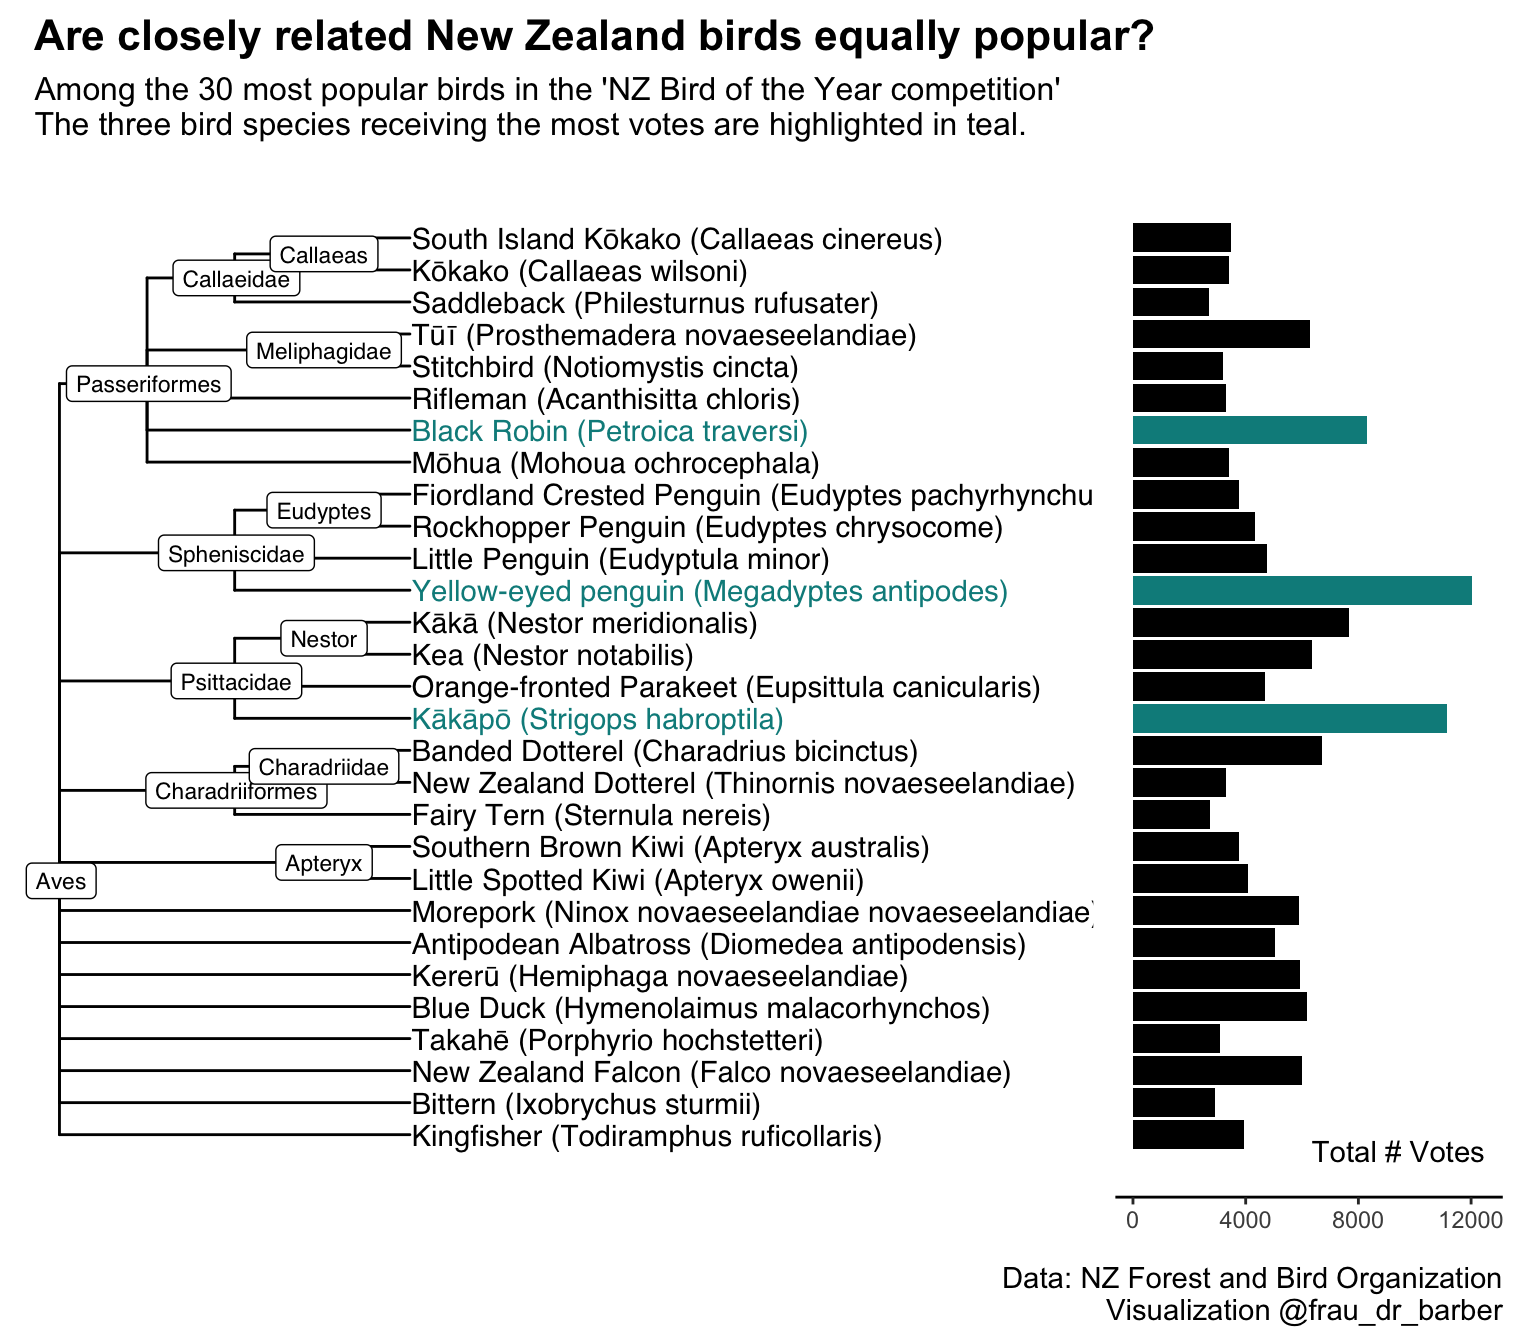 Are closely related New Zealand birds equally popular?
Among the 30 most popular birds in the 'NZ Bird of the Year competition'
The three bird species receiving the most votes are highlighted in teal.
Callaeas
Callaeidae
Meliphagidae
Passeriformes
Eudyptes
Spheniscidae
Nestor
Psittacidae
Charadriidae
Charadriiformes
Apteryx
Aves
South Island Kōkako (Callaeas cinereus)
Kōkako (Callaeas wilsoni)
Saddleback (Philesturnus rufusater)
Tūī (Prosthemadera novaeseelandiae)
Stitchbird (Notiomystis cincta)
Rifleman (Acanthisitta chloris)
Black Robin (Petroica traversi)
Mōhua (Mohoua ochrocephala)
Fiordland Crested Penguin (Eudyptes pachyrhynchu
Rockhopper Penguin (Eudyptes chrysocome)
Little Penguin (Eudyptula minor)
Yellow-eyed penguin (Megadyptes antipodes)
Kākā (Nestor meridionalis)
Kea (Nestor notabilis)
Orange-fronted Parakeet (Eupsittula canicularis)
Kākāpō (Strigops habroptila)
Banded Dotterel (Charadrius bicinctus)
New Zealand Dotterel (Thinornis novaeseelandiae)
Fairy Tern (Sternula nereis)
Southern Brown Kiwi (Apteryx australis)
Little Spotted Kiwi (Apteryx owenii)
Morepork (Ninox novaeseelandiae novaeseelandiae)
Antipodean Albatross (Diomedea antipodensis)
Kererū (Hemiphaga novaeseelandiae)
Blue Duck (Hymenolaimus malacorhynchos)
Takahē (Porphyrio hochstetteri)
New Zealand Falcon (Falco novaeseelandiae)
Bittern (Ixobrychus sturmii)
Kingfisher (Todiramphus ruficollaris)
Total # Votes
0 4000 8000 12000
Data: NZ Forest and Bird Organization
Visualization @frau_dr_barber